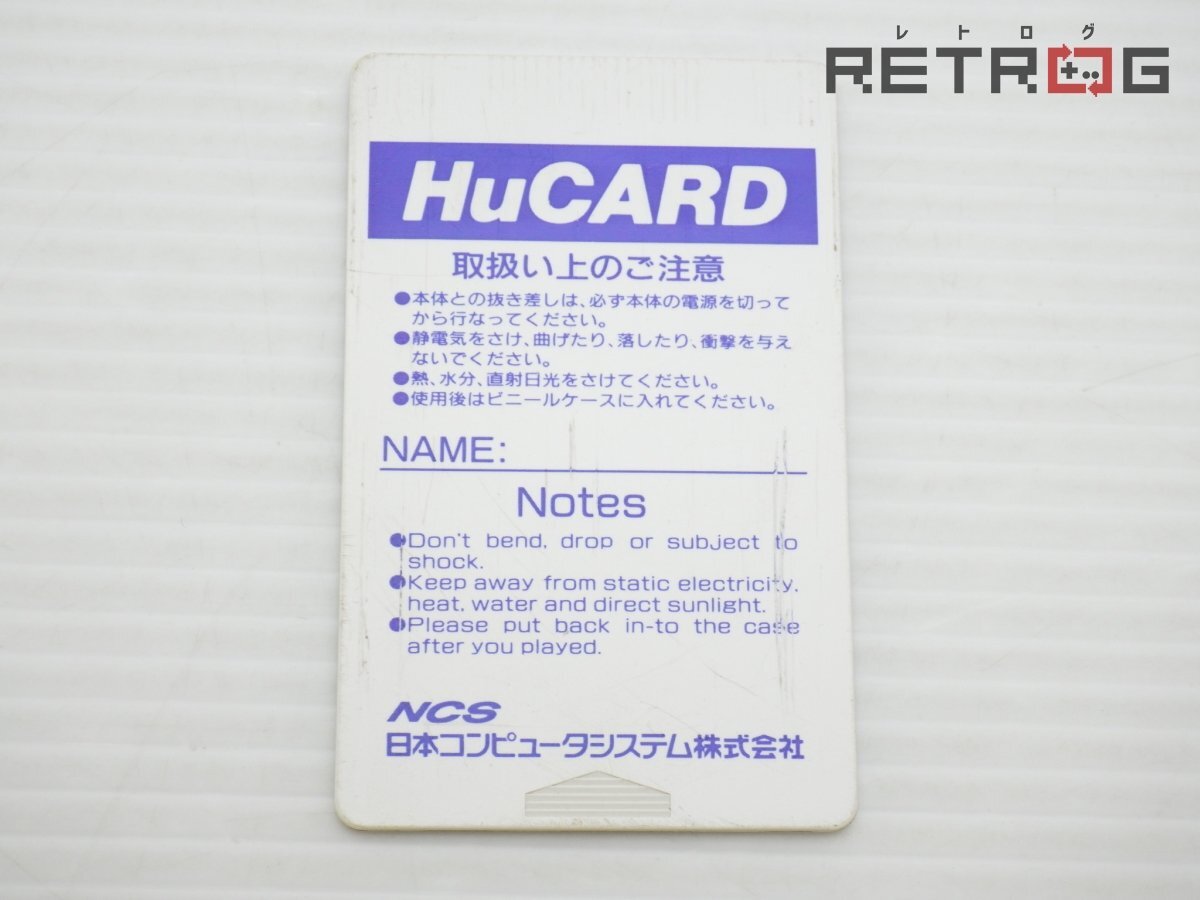 レトログ
RETROG
HuCARD
取扱い上のご注意
●本体との抜き差しは、必ず本体の電源を切って
から行なってください。
●静電気をさけ、曲げたり、落したり、衝撃を与え
ないでください。
●熱、水分、直射日光をさけてください。
●使用後はビニールケースに入れてください。
NAME:
Notes
●Don't bend, drop or subject to
shock.
●Keep away from static electricity,
heat, water and direct sunlight.
●Please put back in-to the case
after you played.
NCS
日本コンピュータシステム株式会社